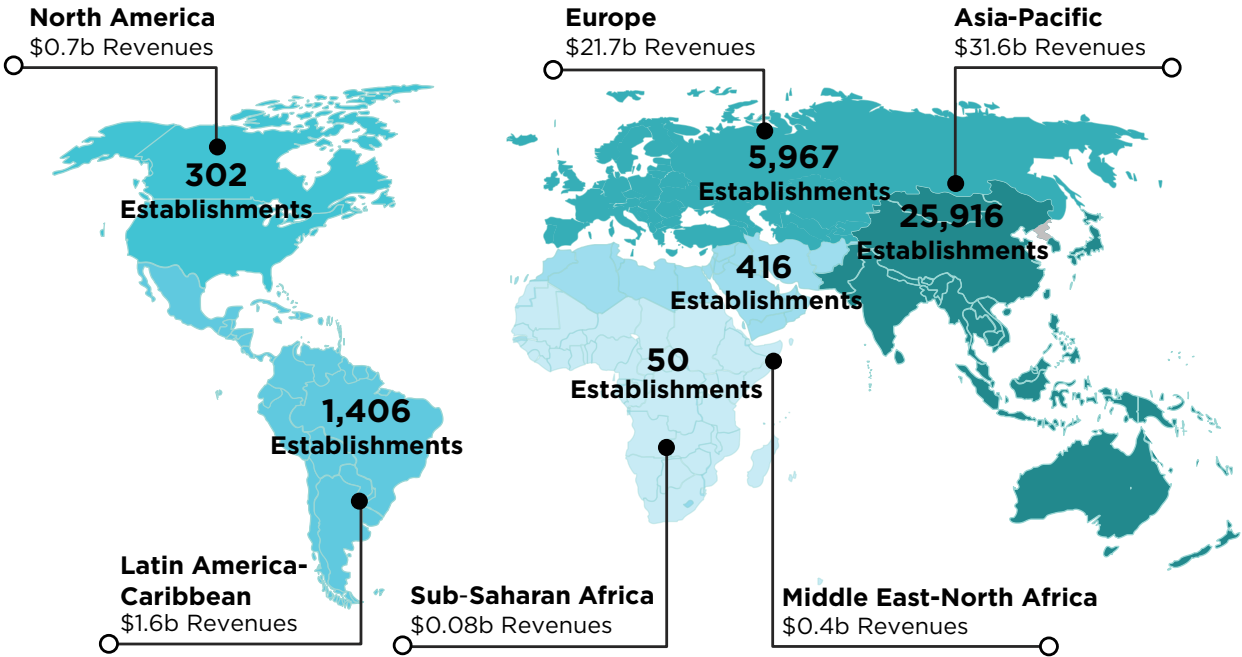 North America
$0.7b Revenues
Europe
$21.7b Revenues
Asia-Pacific
$31.6b Revenues
302
Establishments
5,967
Establishments
25,916
Establishments
416
Establishments
50
Establishments
1,406
Establishments
Latin America-
Caribbean
$1.6b Revenues
Sub-Saharan Africa
$0.08b Revenues
Middle East-North Africa
$0.4b Revenues